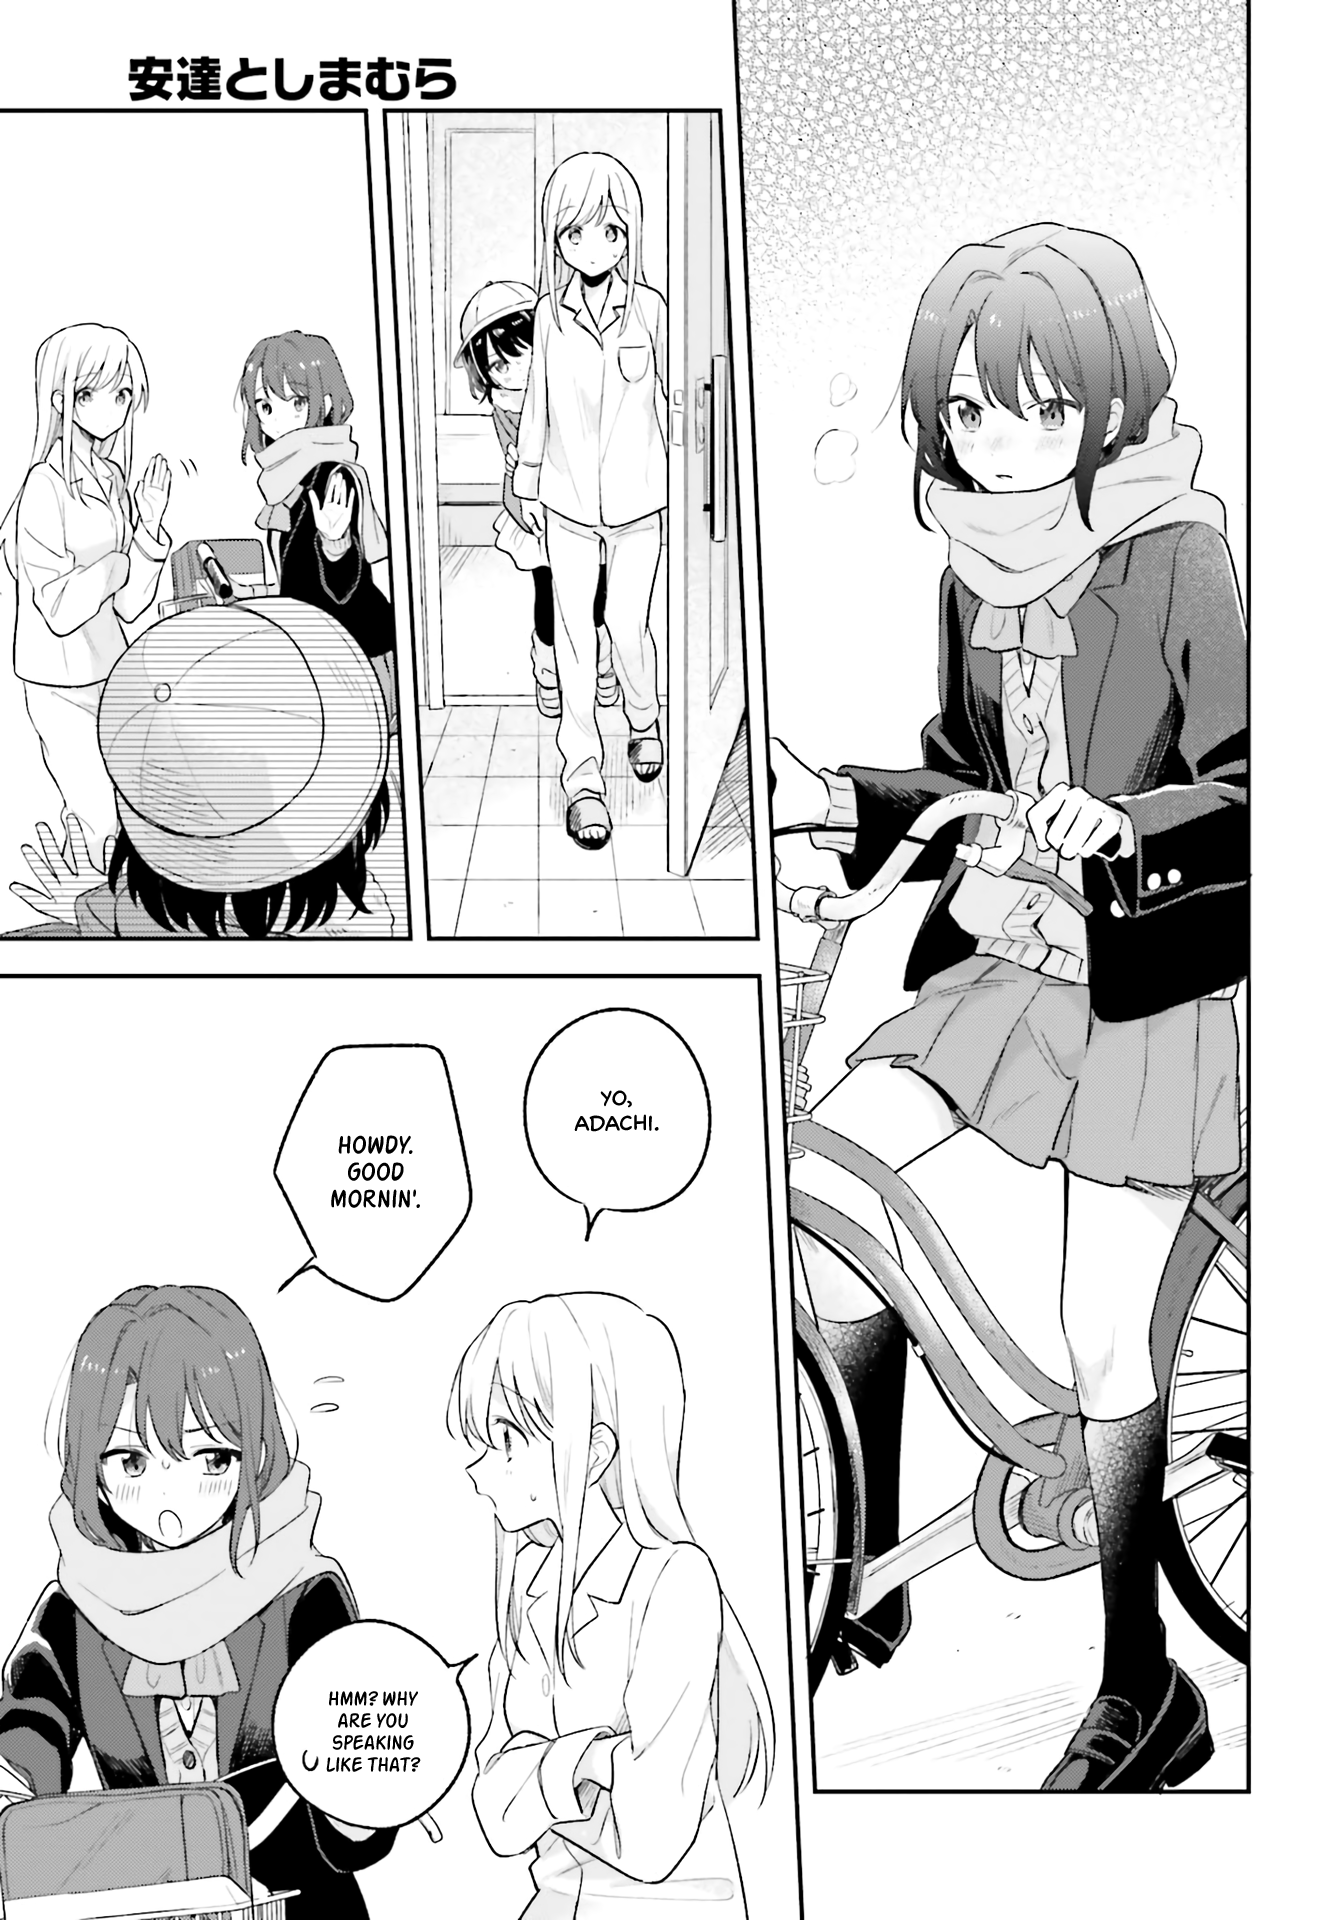 安達としまむら
YO,
ADACHI.
HOWDY.
GOOD
MORNIN'.
HMM? WHY
ARE YOU
SPEAKING
LIKE THAT?